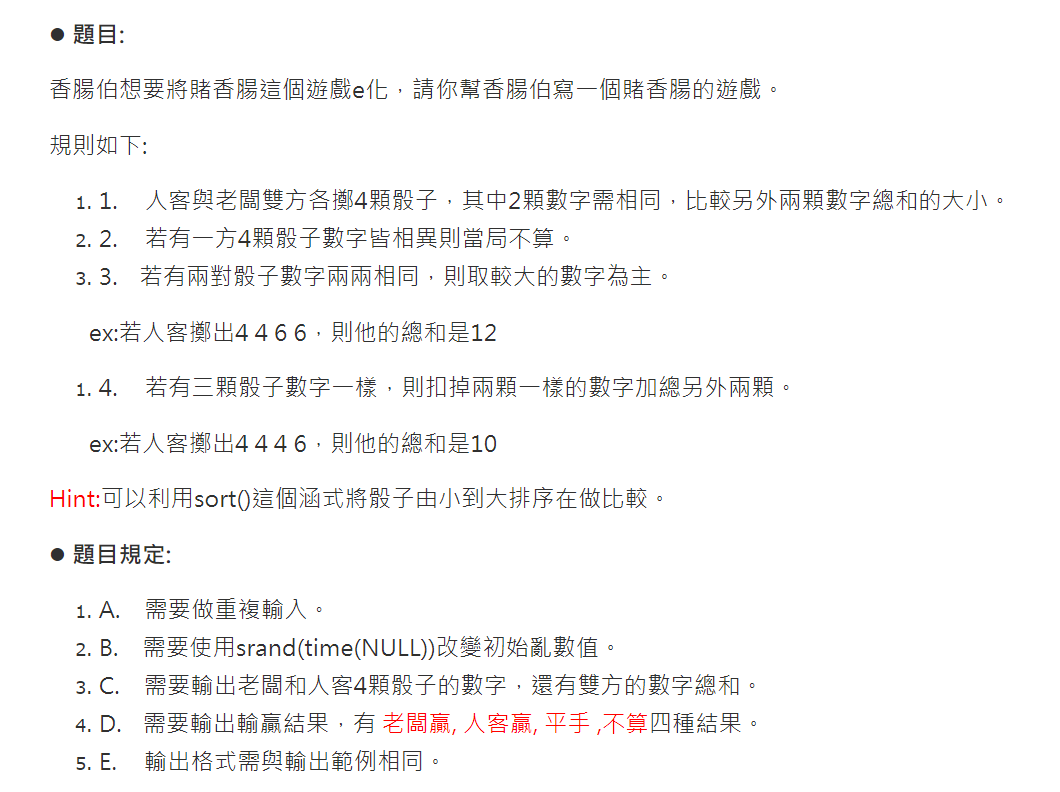 ● 題目:
香腸伯想要將賭香腸這個遊戲e化，請你幫香腸伯寫一個賭香腸的遊戲。
規則如下:
1. 1. 人客與老闆雙方各擲4顆骰子，其中2顆數字需相同，比較另外兩顆數字總和的大小。
2. 2. 若有一方4顆骰子數字皆相異則當局不算。
3. 3. 若有兩對骰子數字兩兩相同，則取較大的數字為主。
ex:若人客擲出4 4 6 6，則他的總和是12
1. 4. 若有三顆骰子數字一樣，則扣掉兩顆一樣的數字加總另外兩顆。
ex:若人客擲出4 4 4 6，則他的總和是10
Hint:可以利用sort()這個涵式將骰子由小到大排序在做比較。
● 題目規定:
1. A. 需要做重複輸入。
2. B. 需要使用srand(time(NULL))改變初始亂數值。
3. C. 需要輸出老闆和人客4顆骰子的數字，還有雙方的數字總和。
4. D. 需要輸出輸贏結果，有 老闆贏, 人客贏, 平手 ,不算四種結果。
5. E. 輸出格式需與輸出範例相同。